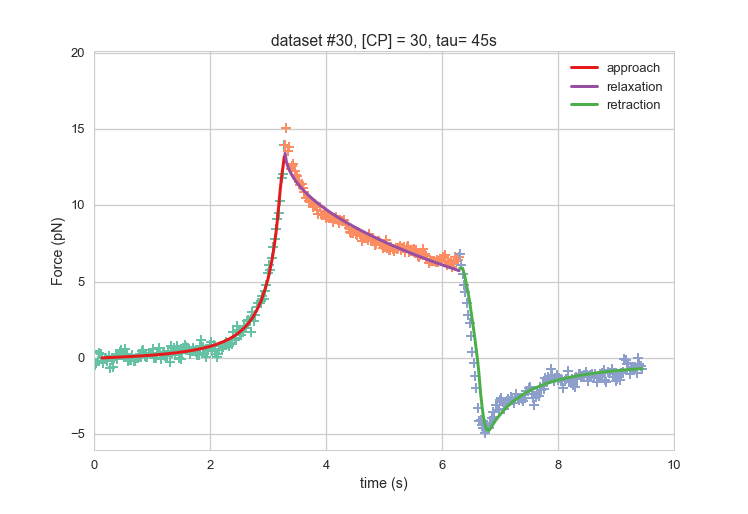 dataset #30, [CP] = 30, tau= 45s
20
15
10
5
0
−5
Force (pN)
approach
relaxation
retraction
0 2 4 6 8 10
time (s)